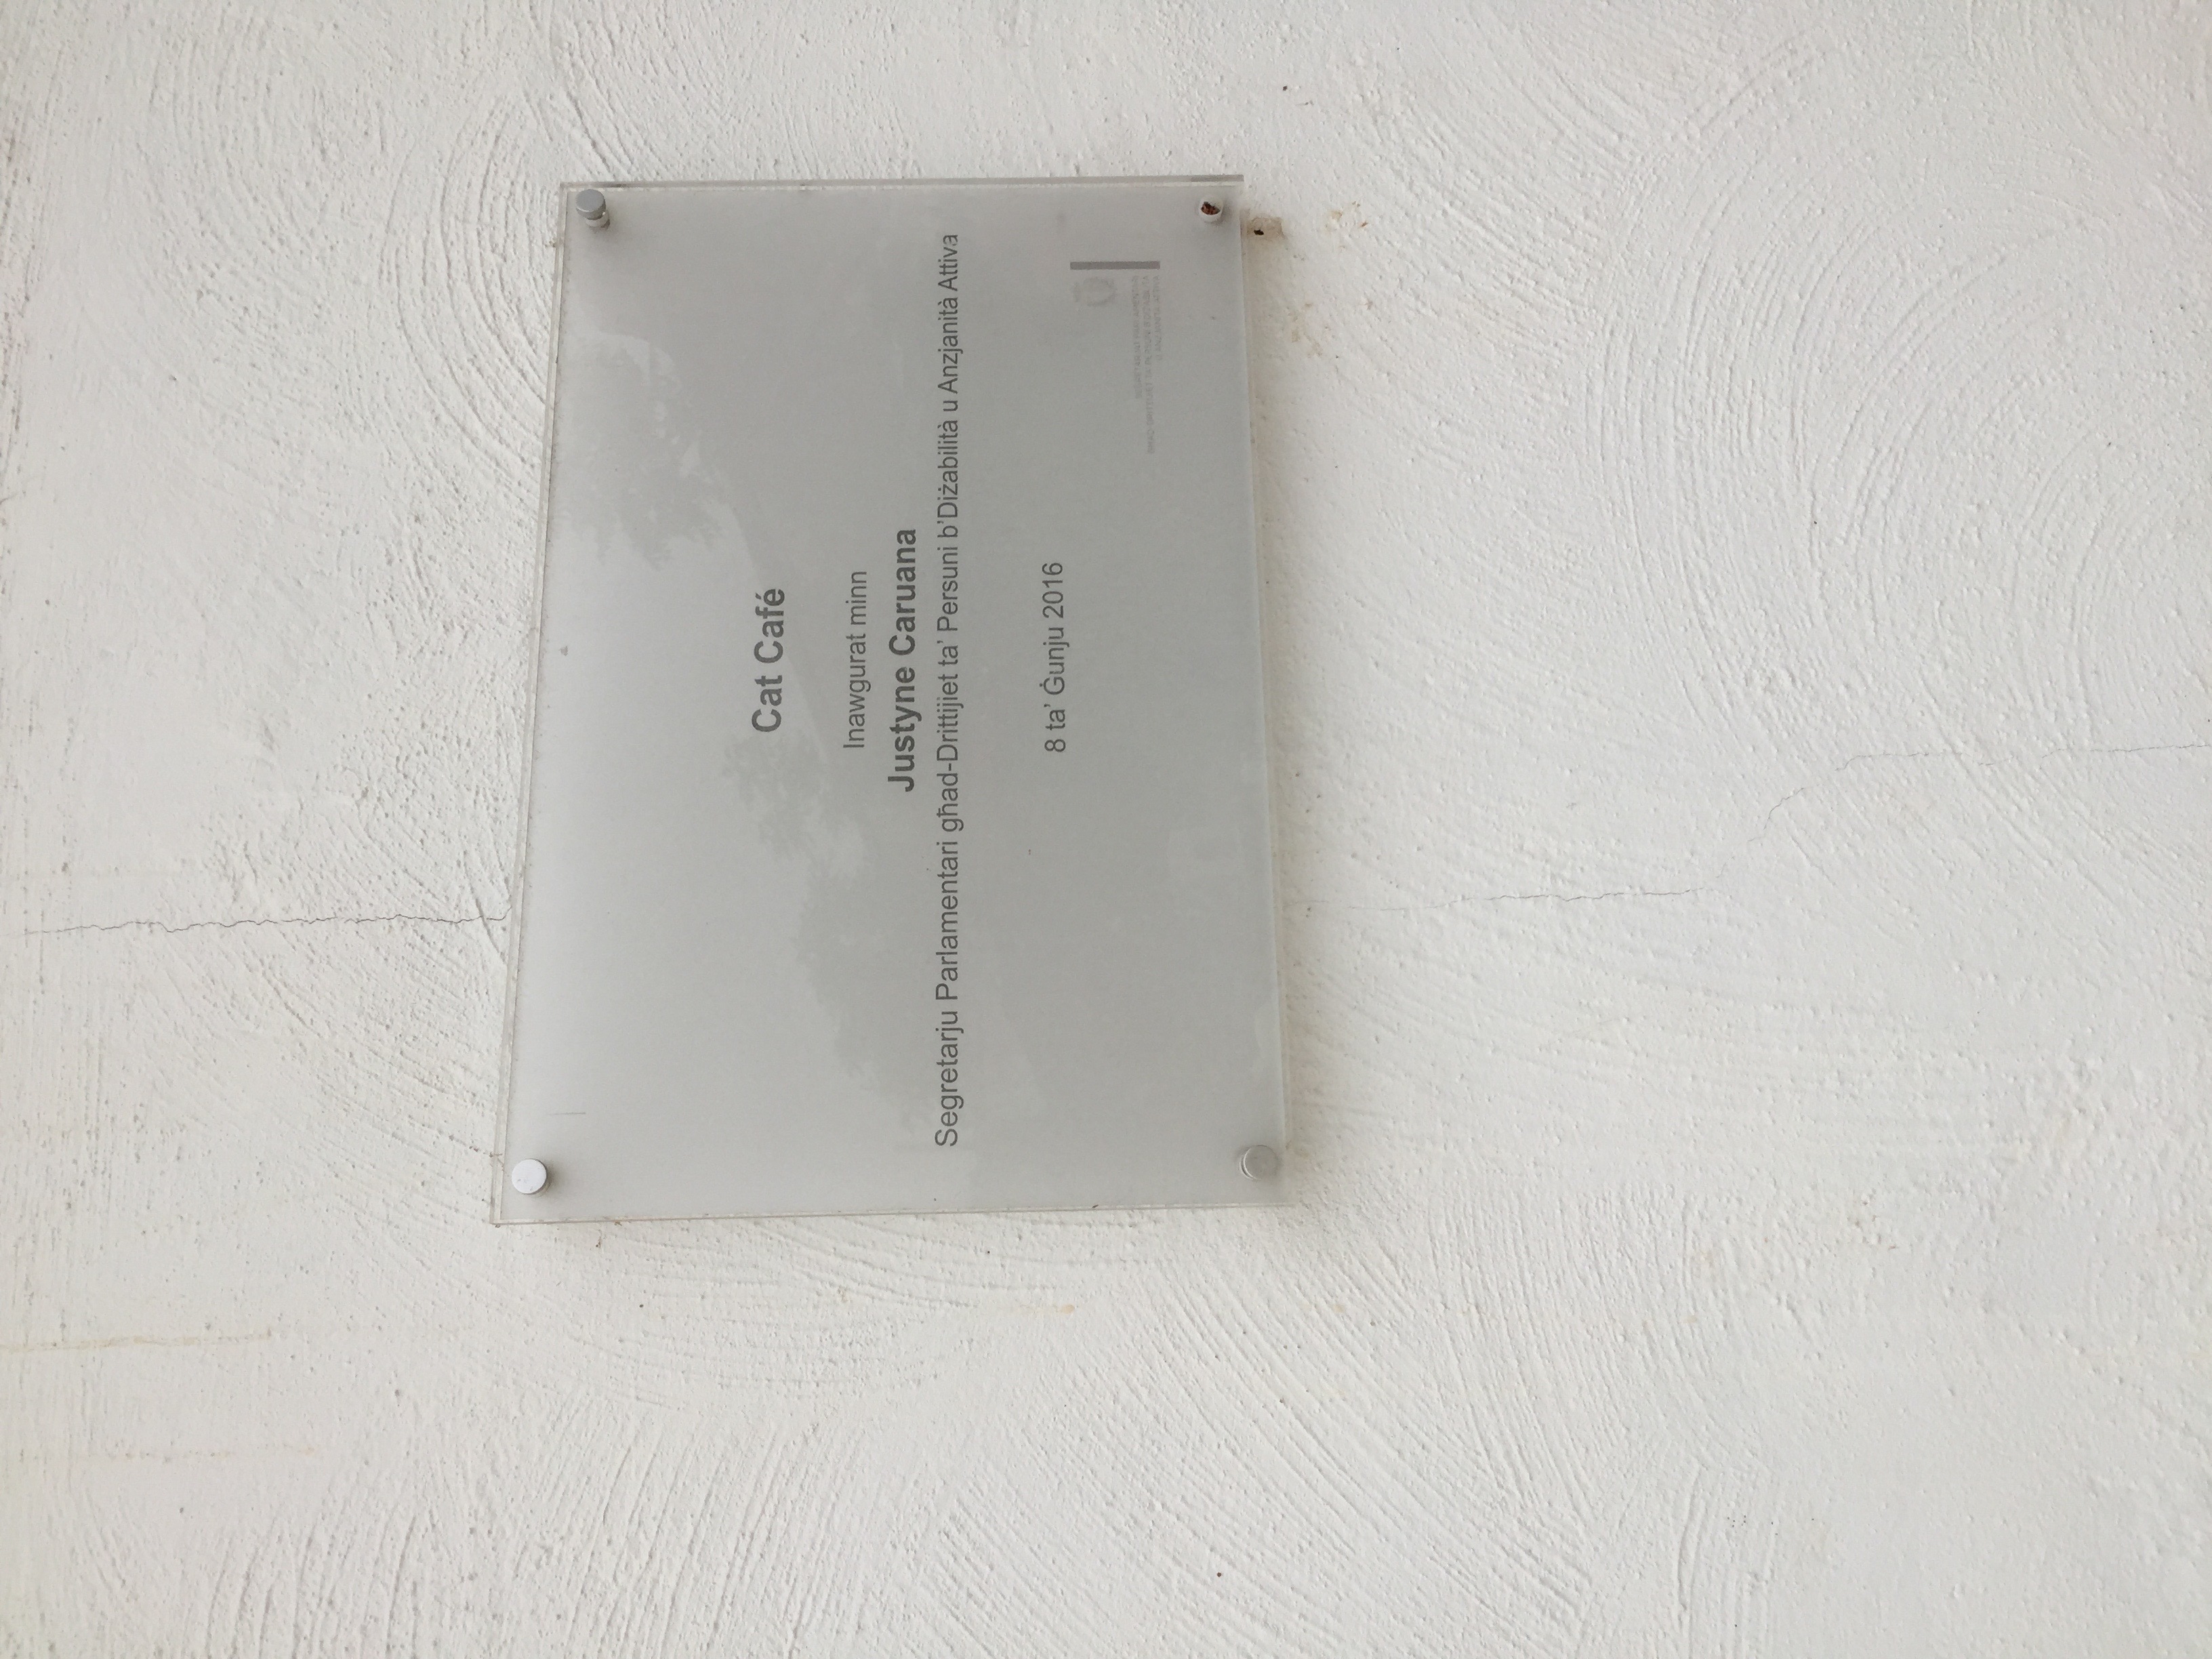 Cat Café
Inawgurat minn
Justyne Caruana
Segretarju Parlamentari għad-Drittijiet ta' Persuni b'Diżabilità u Anzjanità Attiva
8 ta' Ġunju 2016